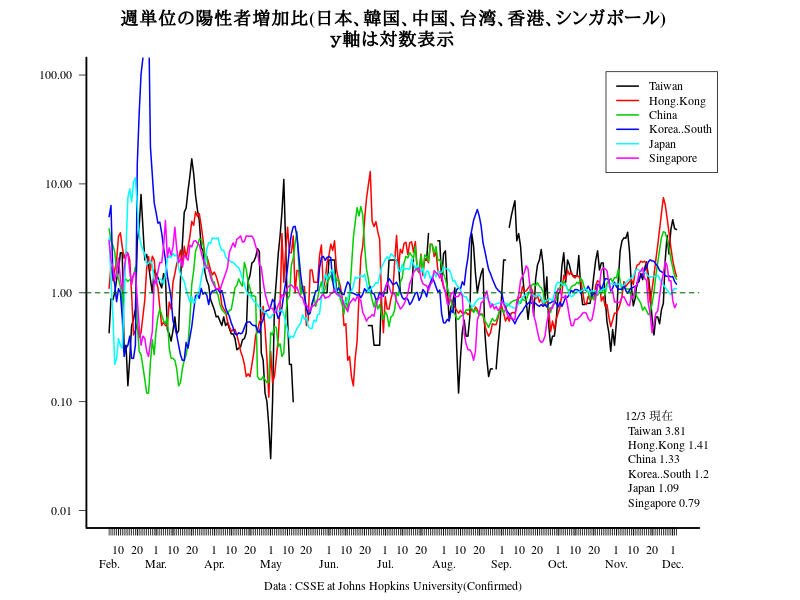 週単位の陽性者増加比(日本、韓国、中国、台湾、香港、シンガポール)
y軸は対数表示
100.00
10.00
1.00
0.10
0.01
Taiwan
Hong.Kong
China
Korea..South
Japan
Singapore
12/3 現在
Taiwan 3.81
Hong.Kong 1.41
China 1.33
Korea..South 1.2
Japan 1.09
Singapore 0.79
10 20 1 10 20 1 10 20 1 10 20 1 10 20 1 10 20 1 10 20 1 10 20 1 10 20 1 10 20 1
Feb. Mar. Apr. May Jun. Jul. Aug. Sep. Oct. Nov. Dec.
Data : CSSE at Johns Hopkins University(Confirmed)